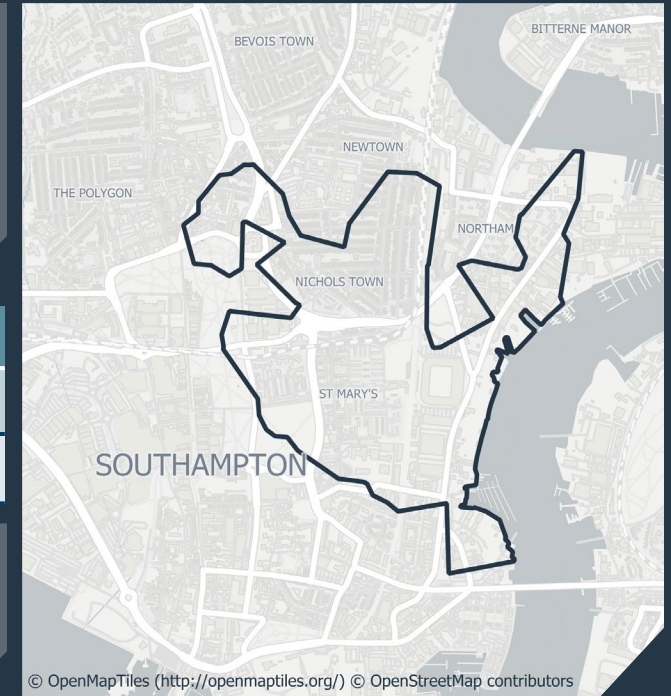 BITTERNE MANOR
BEVOIS TOWN
NEWTOWN
THE POLYGON
NORTHAM
NICHOLS TOWN
ST MARY'S
SOUTHAMPTON
© OpenMapTiles (http://openmaptiles.org/) © OpenStreetMap contributors